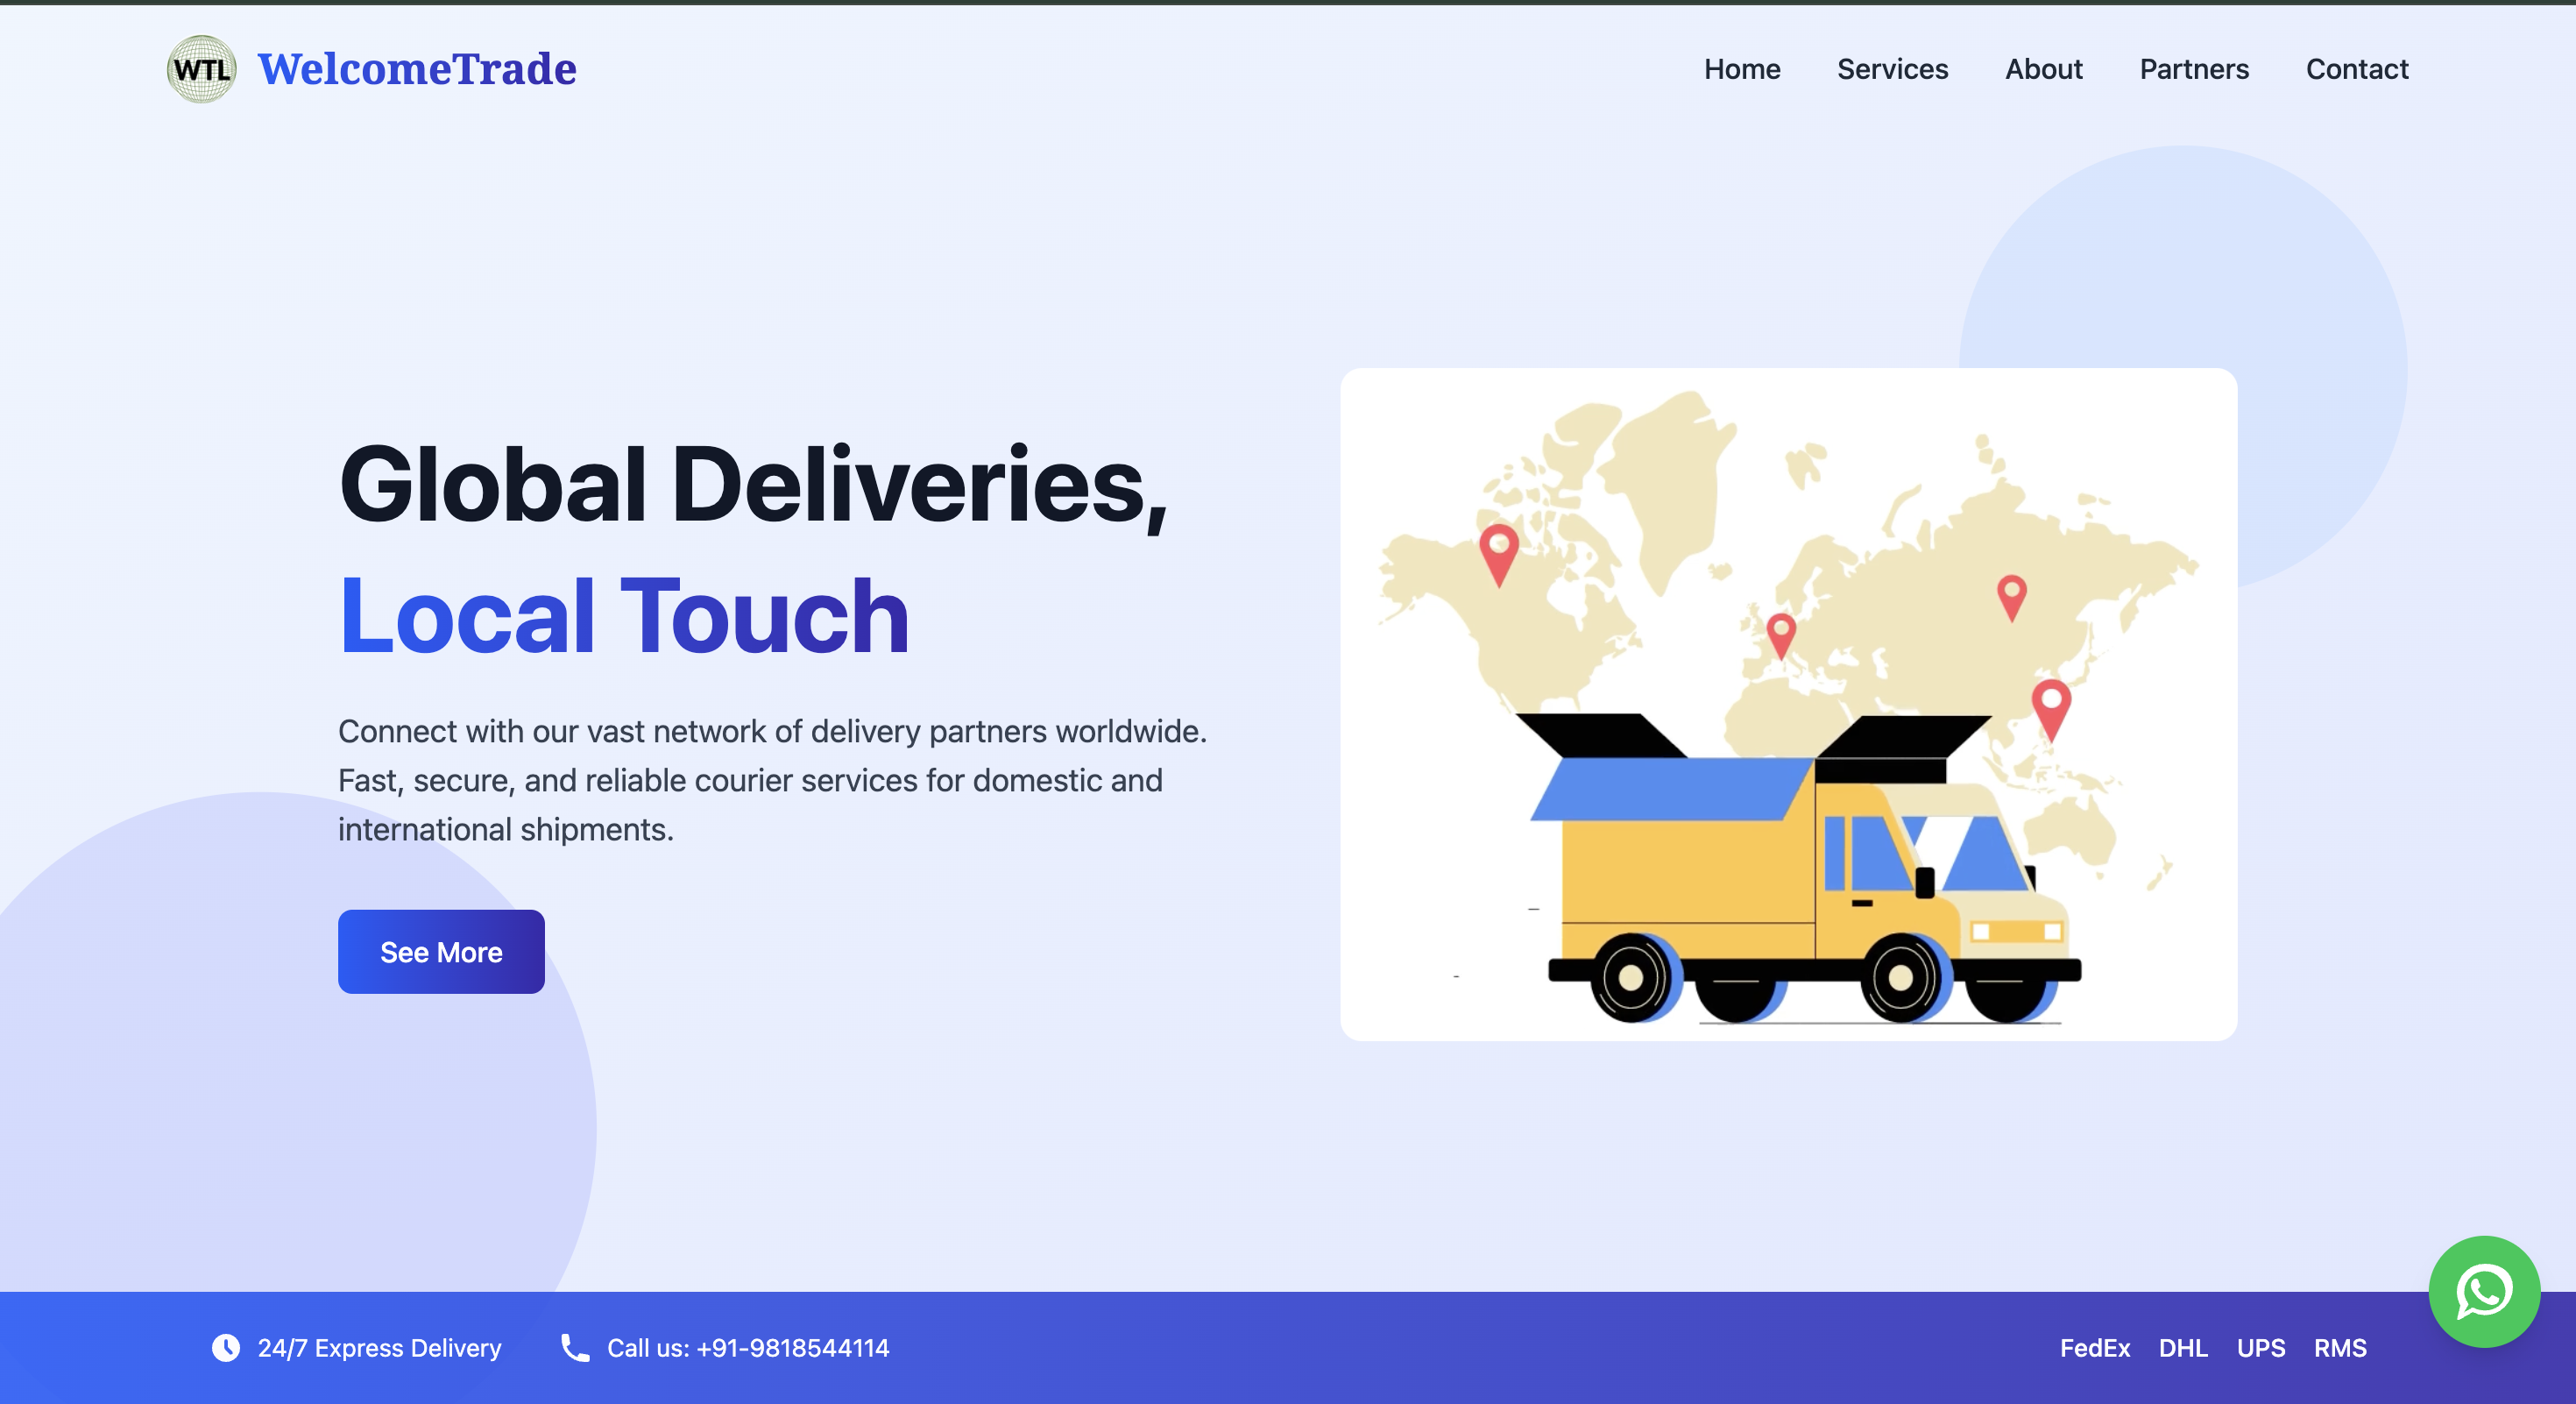 WTL WelcomeTrade
Home Services About Partners Contact
Global Deliveries,
Local Touch
Connect with our vast network of delivery partners worldwide.
Fast, secure, and reliable courier services for domestic and
international shipments.
See More
24/7 Express Delivery Call us: +91-9818544114 FedEx DHL UPS RMS